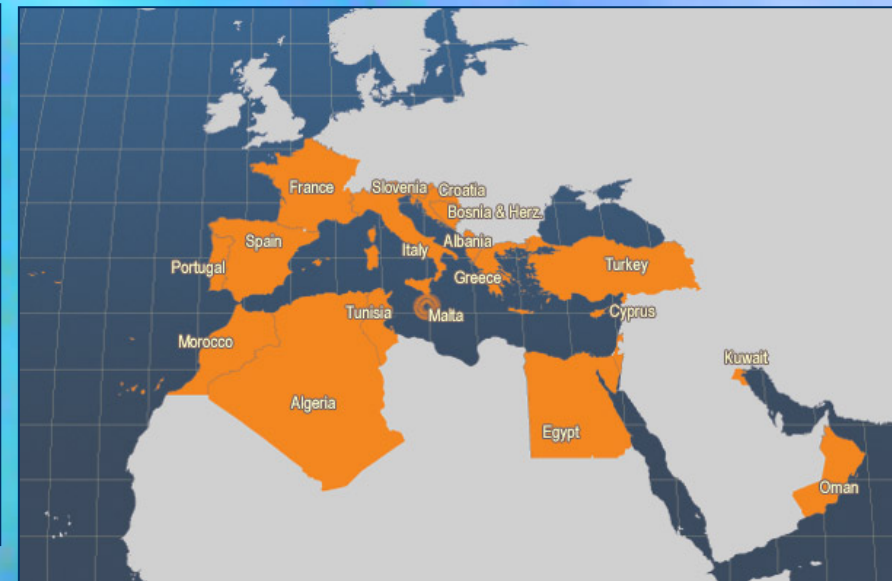 France
Slovenia
Croatia
Bosnia & Herz.
Spain
Italy
Albania
Portugal
Greece
Turkey
Tunisia
Malta
Cyprus
Morocco
Kuwait
Algeria
Egypt
Oman